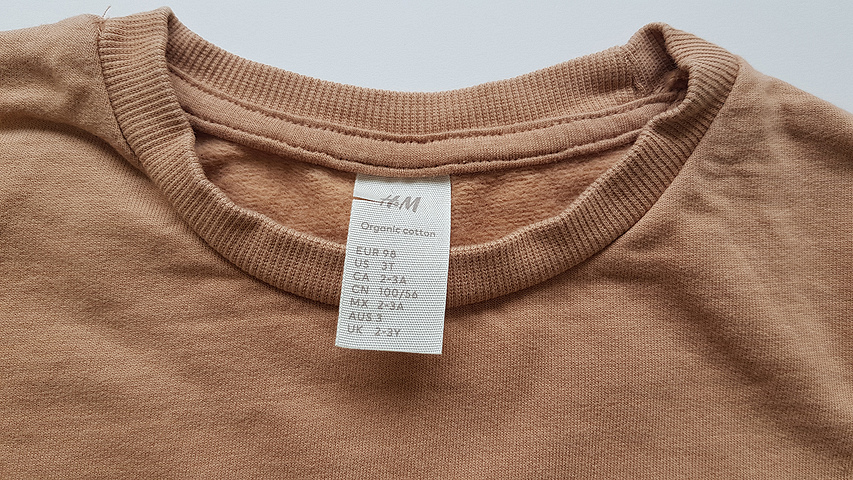 H&M
Organic cotton
EUR 98
US 3T
CA 2-3A
CN 100/56
MX 2-3A
AUS 3
UK 2-3Y